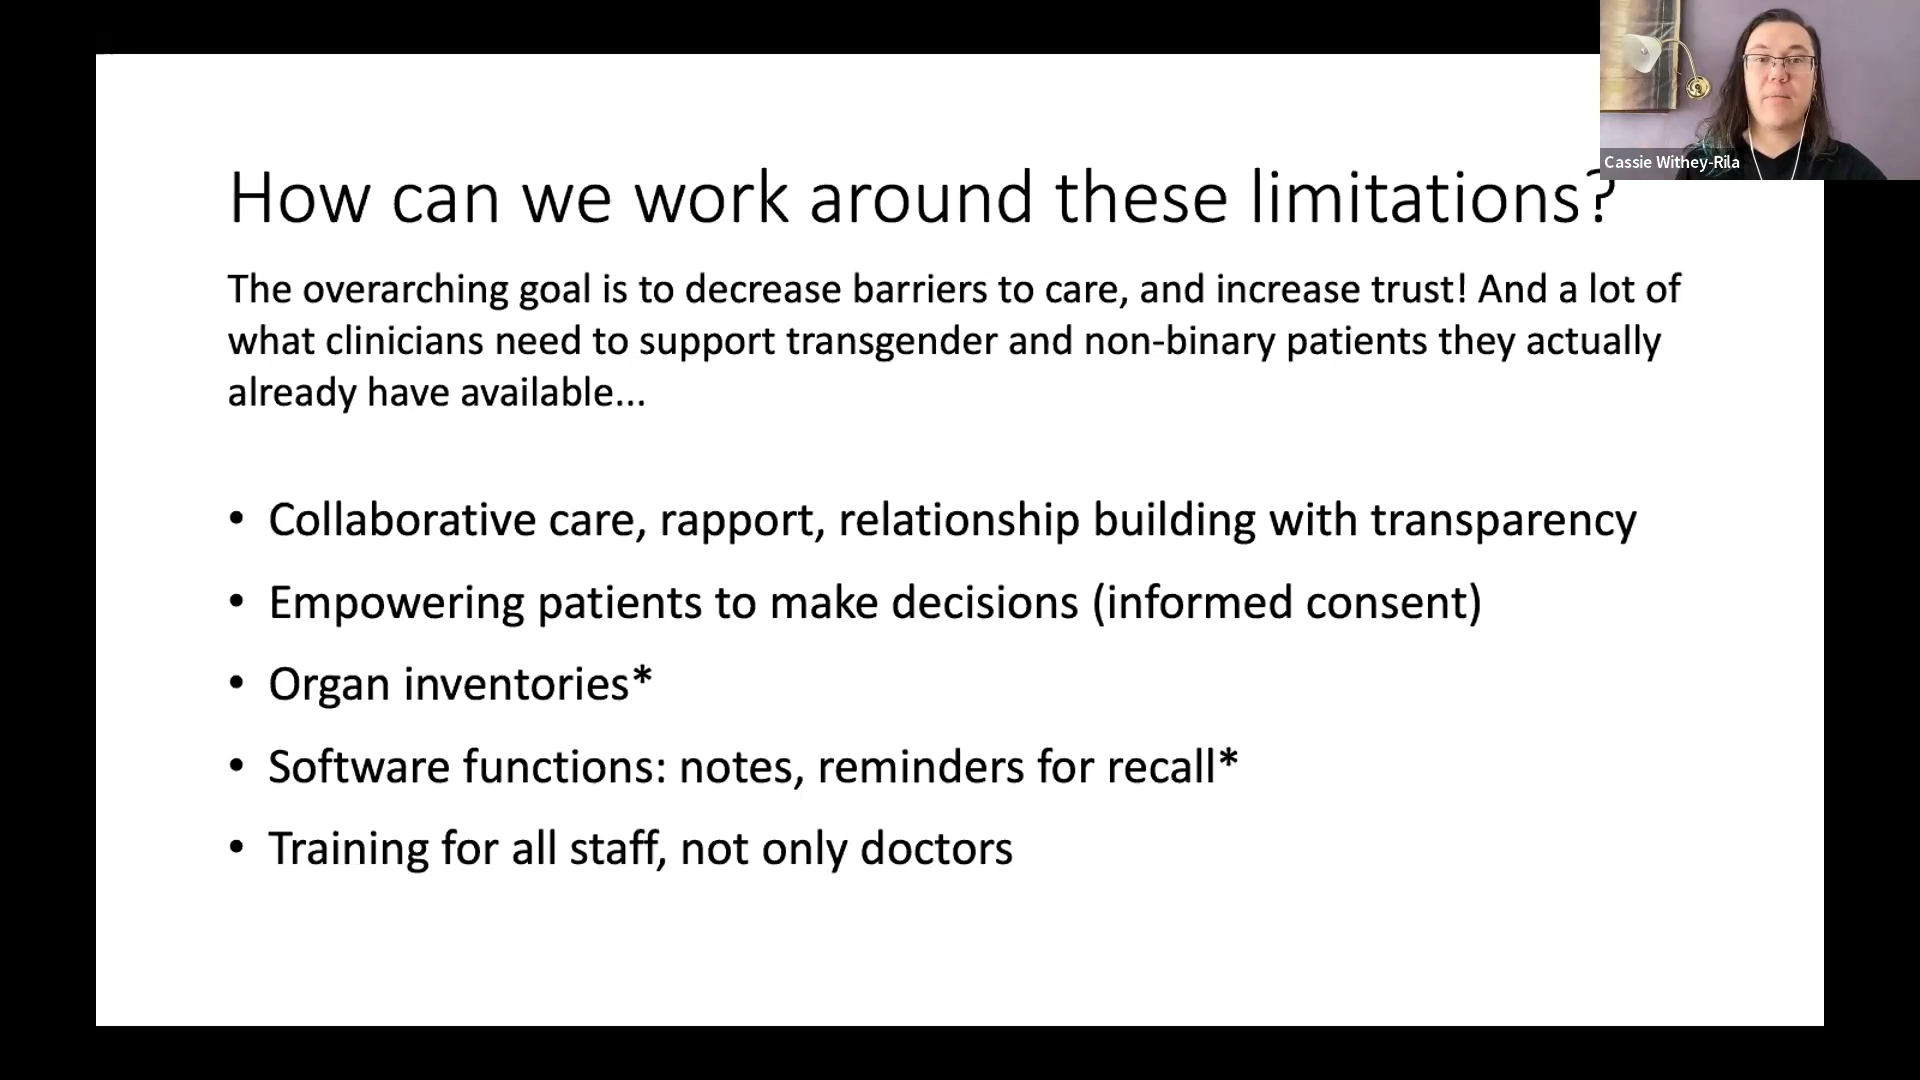 Cassie Withey-Rila
How can we work around these limitations?
The overarching goal is to decrease barriers to care, and increase trust! And a lot of
what clinicians need to support transgender and non-binary patients they actually
already have available...
• Collaborative care, rapport, relationship building with transparency
• Empowering patients to make decisions (informed consent)
• Organ inventories*
• Software functions: notes, reminders for recall*
• Training for all staff, not only doctors